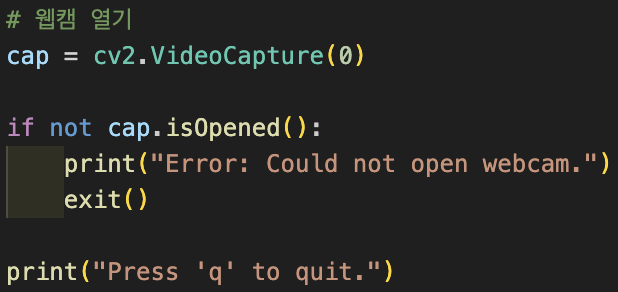 # 웹캠 열기
cap = cv2.VideoCapture(0)
if not cap.isOpened():
    print("Error: Could not open webcam.")
    exit()
print("Press 'q' to quit.")